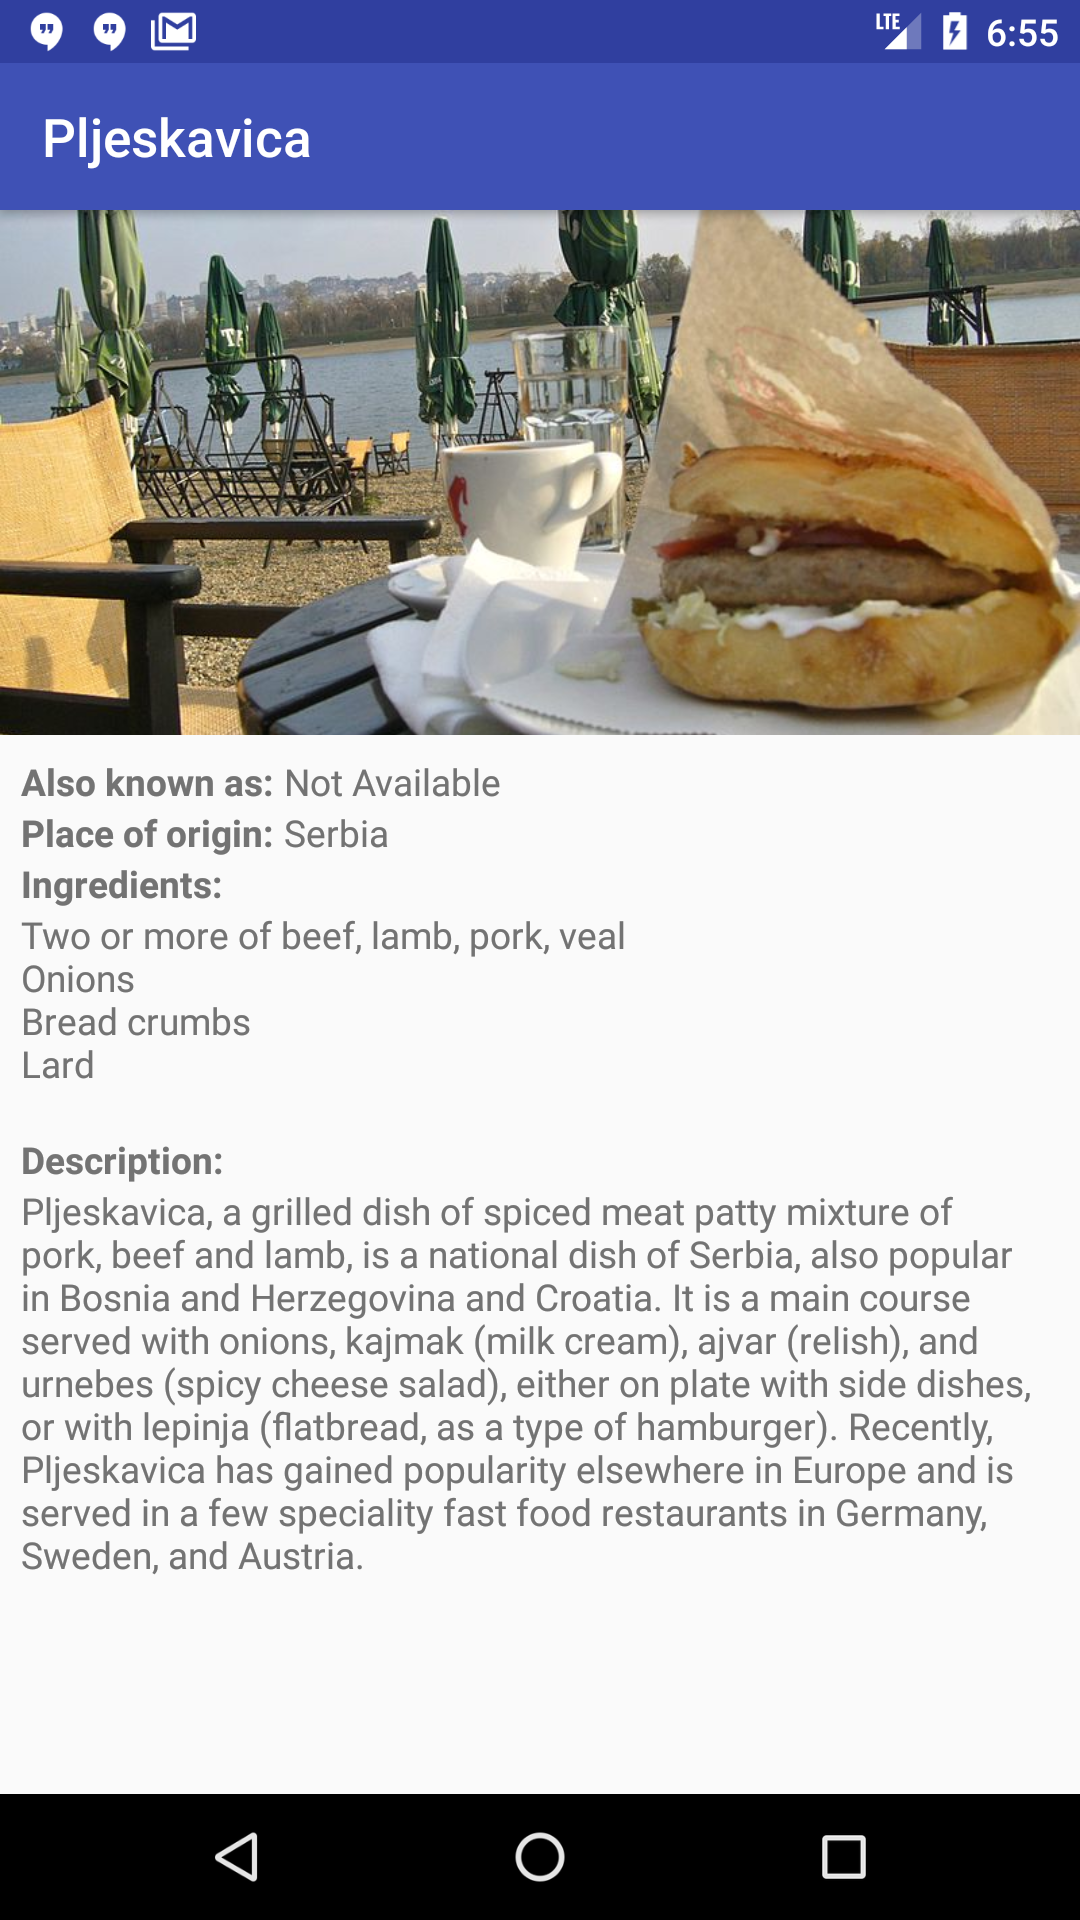 LTE 6:55
Pljeskavica
Also known as: Not Available
Place of origin: Serbia
Ingredients:
Two or more of beef, lamb, pork, veal
Onions
Bread crumbs
Lard
Description:
Pljeskavica, a grilled dish of spiced meat patty mixture of
pork, beef and lamb, is a national dish of Serbia, also popular
in Bosnia and Herzegovina and Croatia. It is a main course
served with onions, kajmak (milk cream), ajvar (relish), and
urnebes (spicy cheese salad), either on plate with side dishes,
or with lepinja (flatbread, as a type of hamburger). Recently,
Pljeskavica has gained popularity elsewhere in Europe and is
served in a few speciality fast food restaurants in Germany,
Sweden, and Austria.